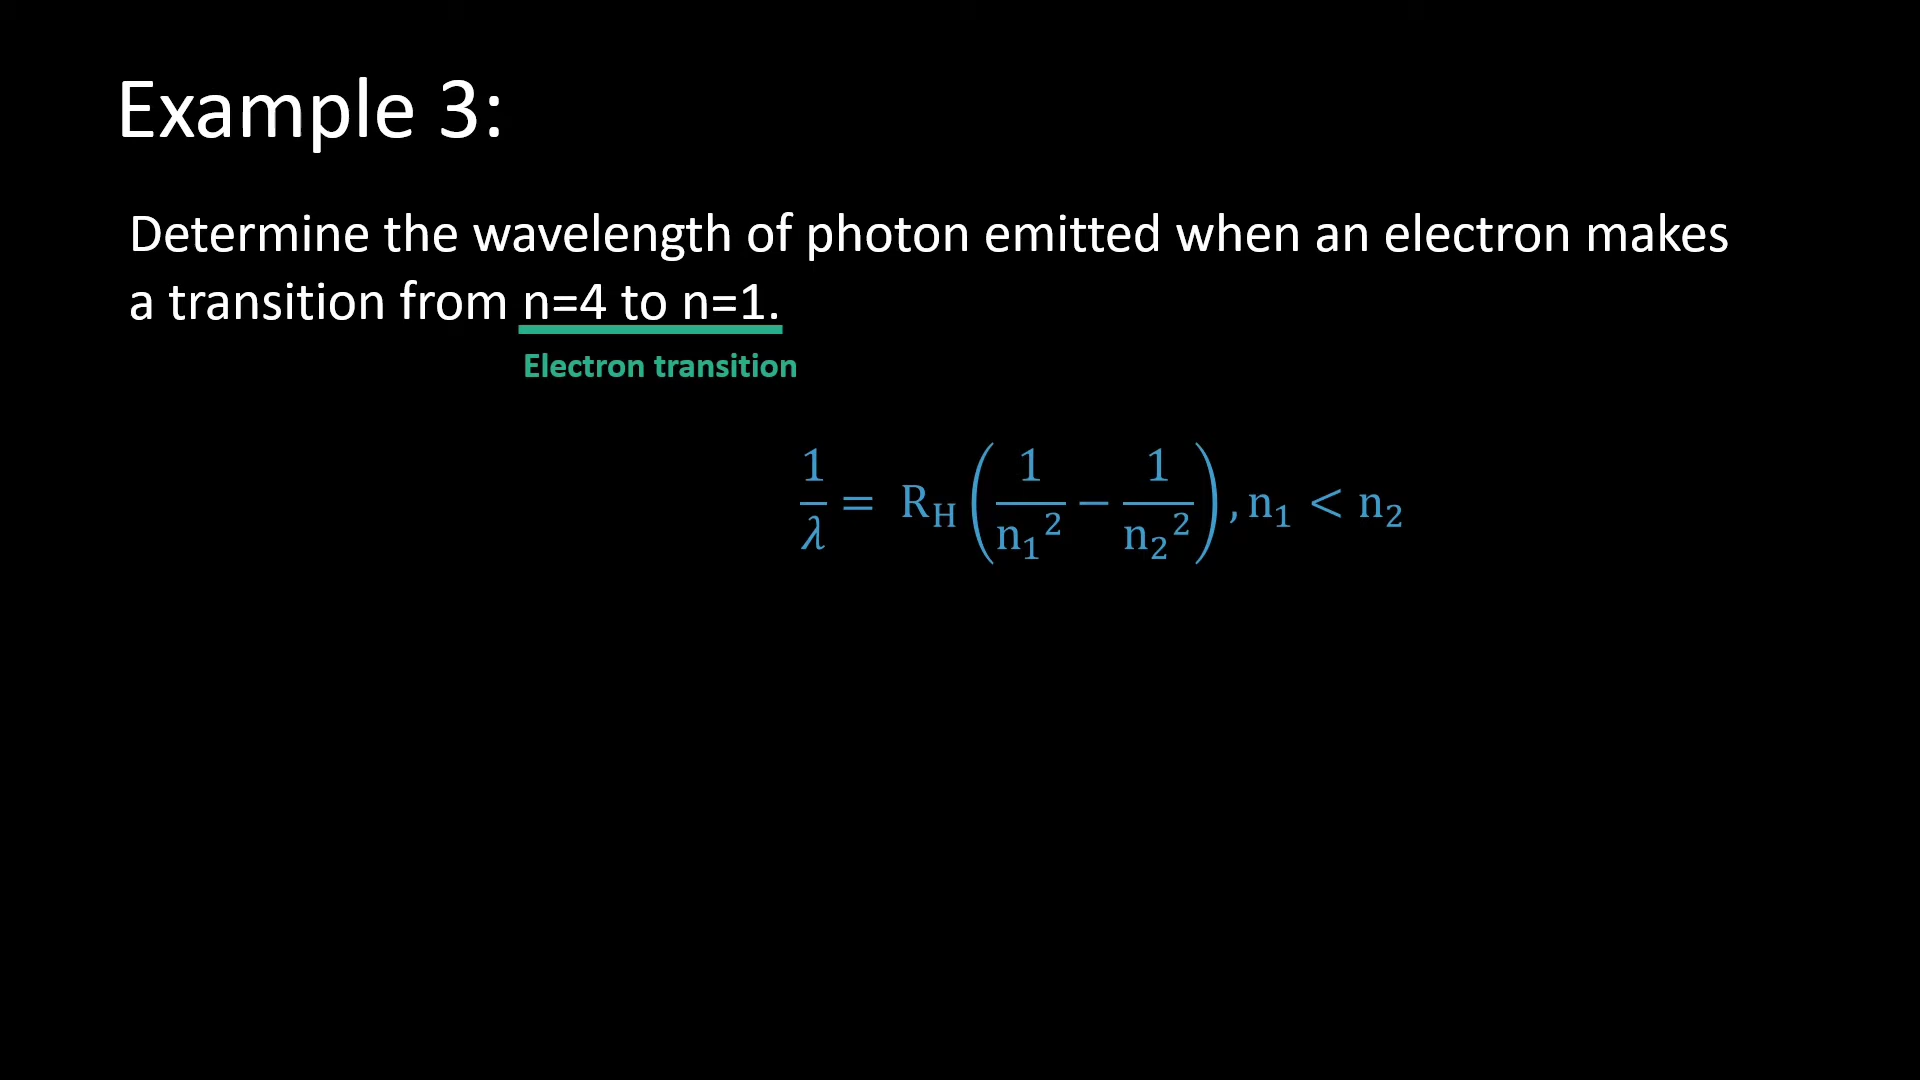 Example 3:
Determine the wavelength of photon emitted when an electron makes
a transition from n=4 to n=1.
Electron transition
1/λ = R_H (1/n₁² − 1/n₂²), n₁ < n₂